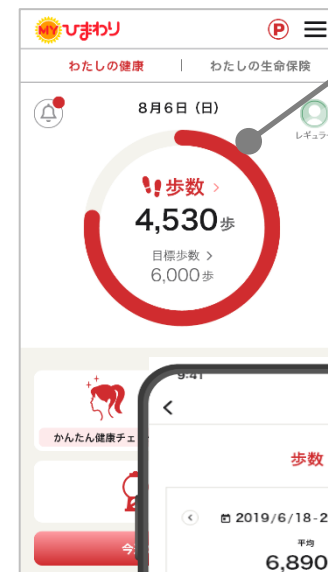 MYひまわり
P
わたしの健康 わたしの生命保険
8月6日（日）
レギュラー
歩数 >
4,530歩
目標歩数 >
6,000歩
かんたん健康チェ
9:41
<
歩数
< 2019/6/18-2
平均
6,890
今